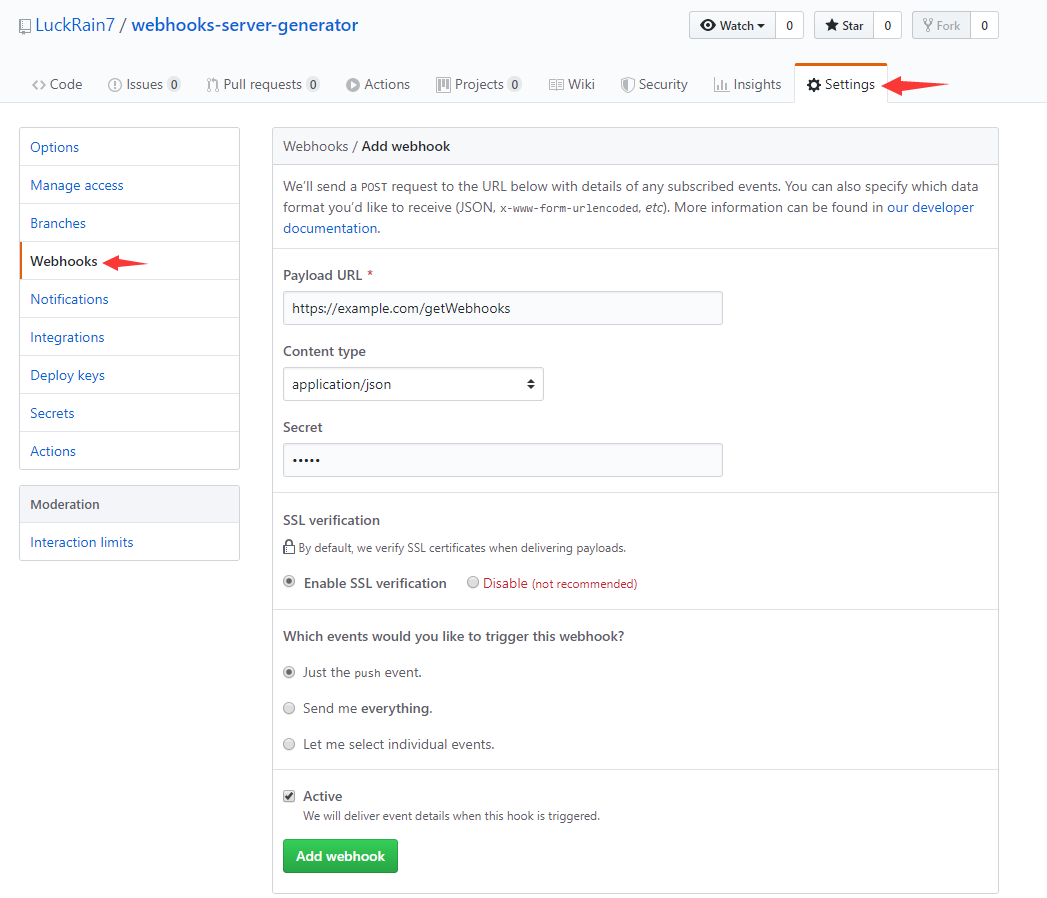 LuckRain7 / webhooks-server-generator
Watch 0 Star 0 Fork 0
Code Issues 0 Pull requests 0 Actions Projects 0 Wiki Security Insights Settings
Options
Manage access
Branches
Webhooks
Notifications
Integrations
Deploy keys
Secrets
Actions
Moderation
Interaction limits
Webhooks / Add webhook
We’ll send a POST request to the URL below with details of any subscribed events. You can also specify which data
format you’d like to receive (JSON, x-www-form-urlencoded, etc). More information can be found in our developer
documentation.
Payload URL *
https://example.com/getWebhooks
Content type
application/json
Secret
•••••
SSL verification
By default, we verify SSL certificates when delivering payloads.
Enable SSL verification Disable (not recommended)
Which events would you like to trigger this webhook?
Just the push event.
Send me everything.
Let me select individual events.
Active
We will deliver event details when this hook is triggered.
Add webhook